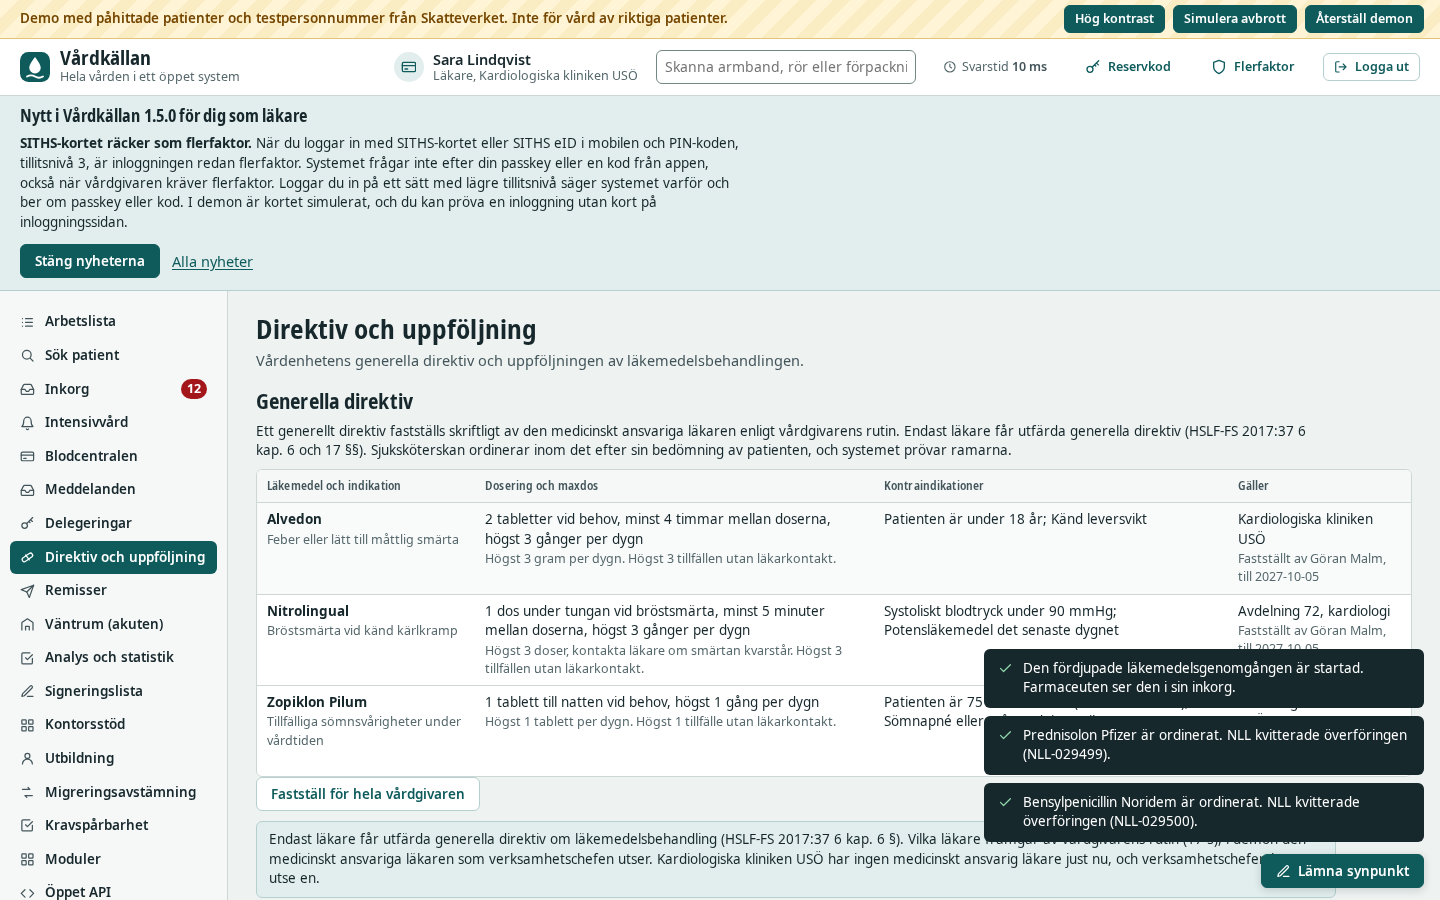 Demo med påhittade patienter och testpersonnummer från Skatteverket. Inte för vård av riktiga patienter.
Hög kontrast
Simulera avbrott
Återställ demon
Vårdkällan
Hela vården i ett öppet system
Sara Lindqvist
Läkare, Kardiologiska kliniken USÖ
Skanna armband, rör eller förpackni
Svarstid 10 ms
Reservkod
Flerfaktor
Logga ut
Nytt i Vårdkällan 1.5.0 för dig som läkare
SITHS-kortet räcker som flerfaktor. När du loggar in med SITHS-kortet eller SITHS eID i mobilen och PIN-koden,
tillitsnivå 3, är inloggningen redan flerfaktor. Systemet frågar inte efter din passkey eller en kod från appen,
också när vårdgivaren kräver flerfaktor. Loggar du in på ett sätt med lägre tillitsnivå säger systemet varför och
ber om passkey eller kod. I demon är kortet simulerat, och du kan pröva en inloggning utan kort på
inloggningssidan.
Stäng nyheterna
Alla nyheter
Arbetslista
Sök patient
Inkorg
12
Intensivvård
Blodcentralen
Meddelanden
Delegeringar
Direktiv och uppföljning
Remisser
Väntrum (akuten)
Analys och statistik
Signeringslista
Kontorsstöd
Utbildning
Migreringsavstämning
Kravspårbarhet
Moduler
Öppet API
Direktiv och uppföljning
Vårdenhetens generella direktiv och uppföljningen av läkemedelsbehandlingen.
Generella direktiv
Ett generellt direktiv fastställs skriftligt av den medicinskt ansvariga läkaren enligt vårdgivarens rutin. Endast läkare får utfärda generella direktiv (HSLF-FS 2017:37 6
kap. 6 och 17 §§). Sjuksköterskan ordinerar inom det efter sin bedömning av patienten, och systemet prövar ramarna.
Läkemedel och indikation
Dosering och maxdos
Kontraindikationer
Gäller
Alvedon
Feber eller lätt till måttlig smärta
2 tabletter vid behov, minst 4 timmar mellan doserna,
högst 3 gånger per dygn
Högst 3 gram per dygn. Högst 3 tillfällen utan läkarkontakt.
Patienten är under 18 år; Känd leversvikt
Kardiologiska kliniken
USÖ
Fastställt av Göran Malm,
till 2027-10-05
Nitrolingual
Bröstsmärta vid känd kärlkramp
1 dos under tungan vid bröstsmärta, minst 5 minuter
mellan doserna, högst 3 gånger per dygn
Högst 3 doser, kontakta läkare om smärtan kvarstår. Högst 3
tillfällen utan läkarkontakt.
Systoliskt blodtryck under 90 mmHg;
Potensläkemedel det senaste dygnet
Avdelning 72, kardiologi
Fastställt av Göran Malm,
till 2027-10-05
Zopiklon Pilum
Tillfälliga sömnsvårigheter under
vårdtiden
1 tablett till natten vid behov, högst 1 gång per dygn
Högst 1 tablett per dygn. Högst 1 tillfälle utan läkarkontakt.
Patienten är 75
Sömnapné eller
Den fördjupade läkemedelsgenomgången är startad.
Farmaceuten ser den i sin inkorg.
Prednisolon Pfizer är ordinerat. NLL kvitterade överföringen
(NLL-029499).
Bensylpenicillin Noridem är ordinerat. NLL kvitterade
överföringen (NLL-029500).
Fastställ för hela vårdgivaren
Endast läkare får utfärda generella direktiv om läkemedelsbehandling (HSLF-FS 2017:37 6 kap. 6 §). Vilka läkare framgår av vårdgivarens rutin (17 §), i demon den
medicinskt ansvariga läkaren som verksamhetschefen utser. Kardiologiska kliniken USÖ har ingen medicinskt ansvarig läkare just nu, och verksamhetschefen
utse en.
Lämna synpunkt